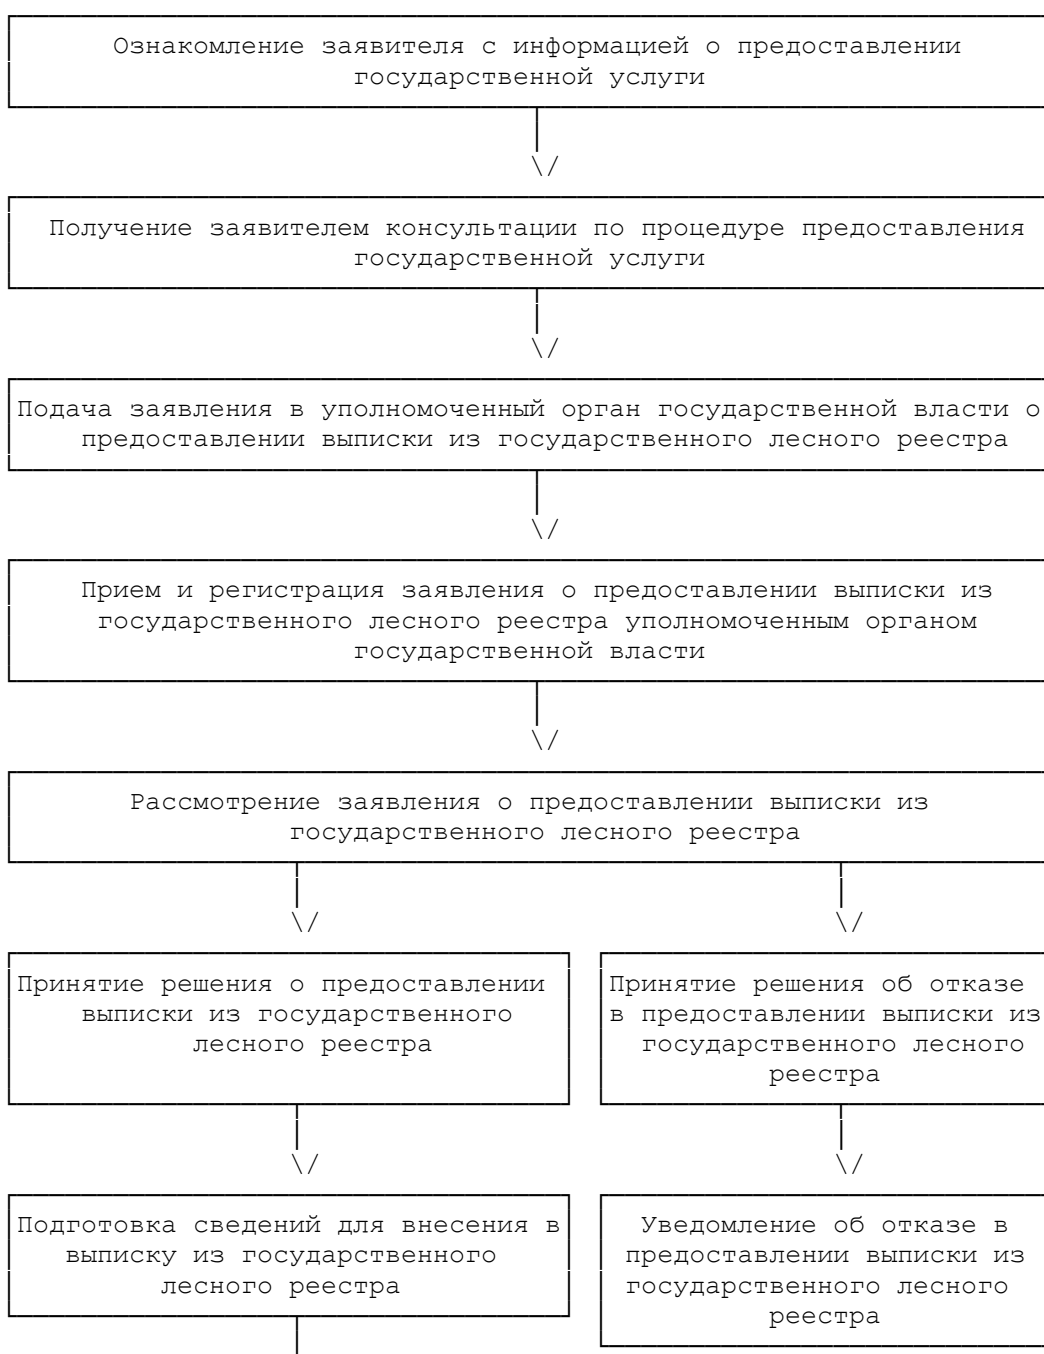 Ознакомление заявителя с информацией о предоставлении
государственной услуги
\/
Получение заявителем консультации по процедуре предоставления
государственной услуги
\/
Подача заявления в уполномоченный орган государственной власти о
предоставлении выписки из государственного лесного реестра
\/
Прием и регистрация заявления о предоставлении выписки из
государственного лесного реестра уполномоченным органом
государственной власти
\/
Рассмотрение заявления о предоставлении выписки из
государственного лесного реестра
\/
\/
Принятие решения о предоставлении
выписки из государственного
лесного реестра
Принятие решения об отказе
в предоставлении выписки из
государственного лесного
реестра
\/
\/
Подготовка сведений для внесения в
выписку из государственного
лесного реестра
Уведомление об отказе в
предоставлении выписки из
государственного лесного
реестра